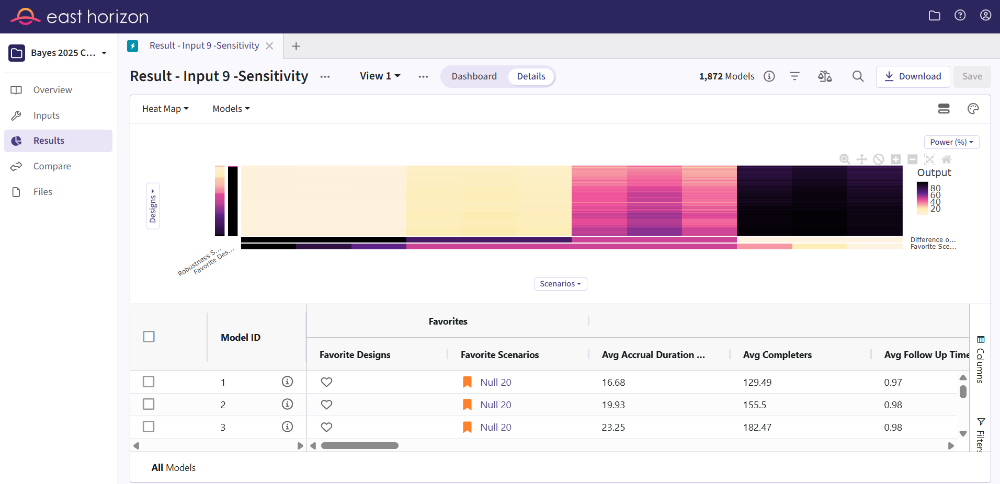 east horizon
Bayes 2025 C...
Overview
Inputs
Results
Compare
Files
Result - Input 9 -Sensitivity
Result - Input 9 -Sensitivity
View 1
Dashboard
Details
1,872 Models
Download
Save
Heat Map
Models
Power (%)
Output
80
60
40
20
Designs
Difference o...
Favorite Sce...
Robustness S...
Favorite Des...
Scenarios
Favorites
Model ID
Favorite Designs
Favorite Scenarios
Avg Accrual Duration ...
Avg Completers
Avg Follow Up Time
1 Null 20 16.68 129.49 0.97
2 Null 20 19.93 155.5 0.98
3 Null 20 23.25 182.47 0.98
Columns
Filters
All Models